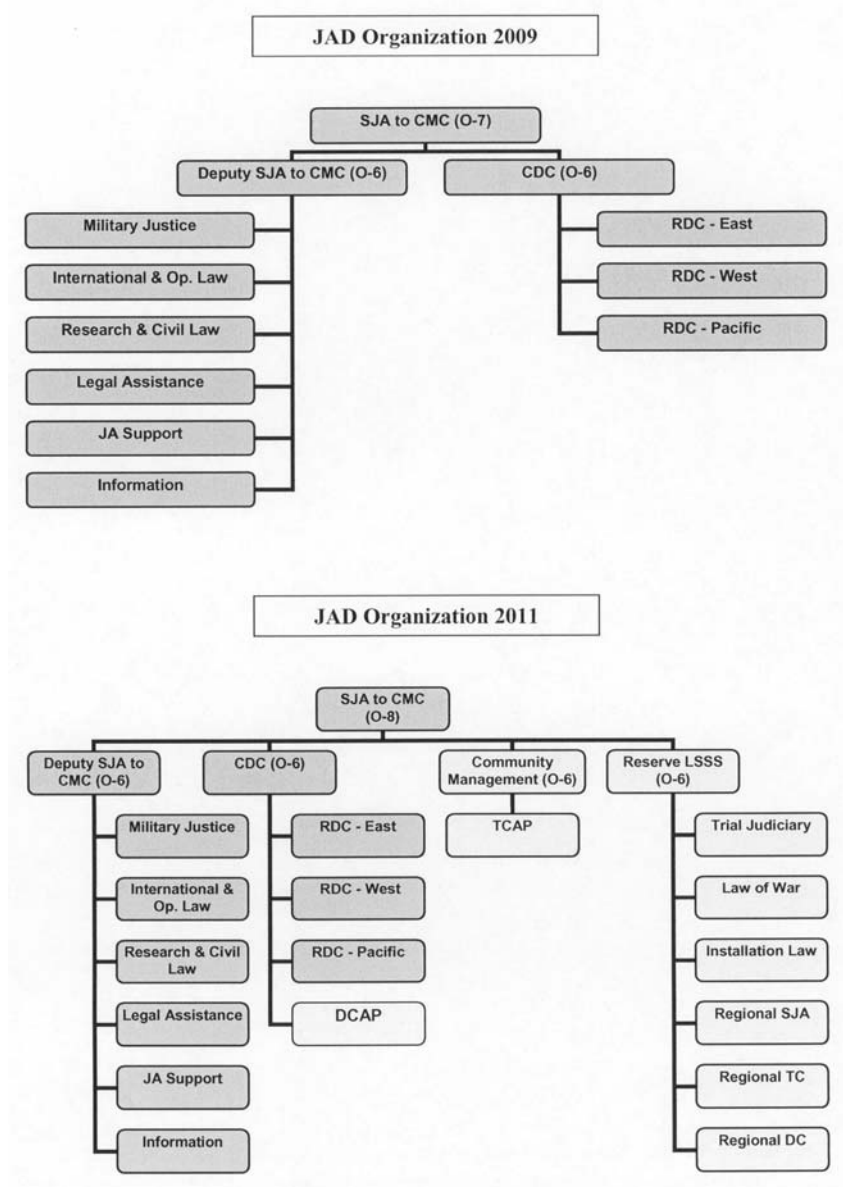 JAD Organization 2009
SJA to CMC (O-7)
Deputy SJA to CMC (O-6)
CDC (O-6)
Military Justice
International & Op. Law
Research & Civil Law
Legal Assistance
JA Support
Information
RDC - East
RDC - West
RDC - Pacific
JAD Organization 2011
SJA to CMC
(O-8)
Deputy SJA to
CMC (O-6)
CDC (O-6)
Community
Management (O-6)
Reserve LSSS
(O-6)
Military Justice
International &
Op. Law
Research & Civil
Law
Legal Assistance
JA Support
Information
RDC - East
RDC - West
RDC - Pacific
DCAP
TCAP
Trial Judiciary
Law of War
Installation Law
Regional SJA
Regional TC
Regional DC